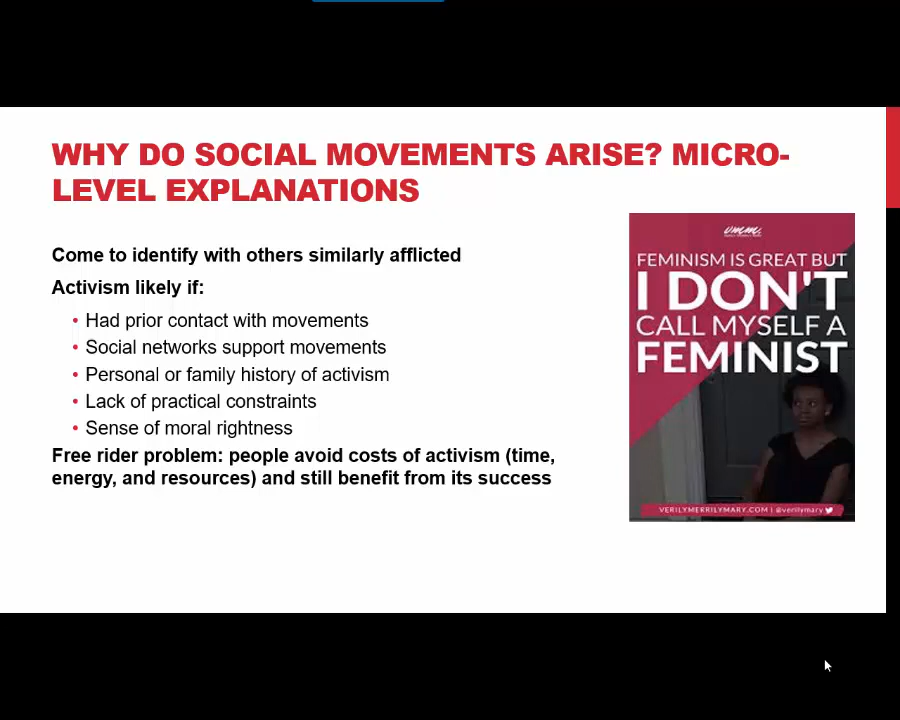 WHY DO SOCIAL MOVEMENTS ARISE? MICRO-
LEVEL EXPLANATIONS
Come to identify with others similarly afflicted
Activism likely if:
• Had prior contact with movements
• Social networks support movements
• Personal or family history of activism
• Lack of practical constraints
• Sense of moral rightness
Free rider problem: people avoid costs of activism (time,
energy, and resources) and still benefit from its success
vmm.
FEMINISM IS GREAT BUT
I DON'T
CALL MYSELF A
FEMINIST
VERILYMERRILYMARY.COM | @verilymary